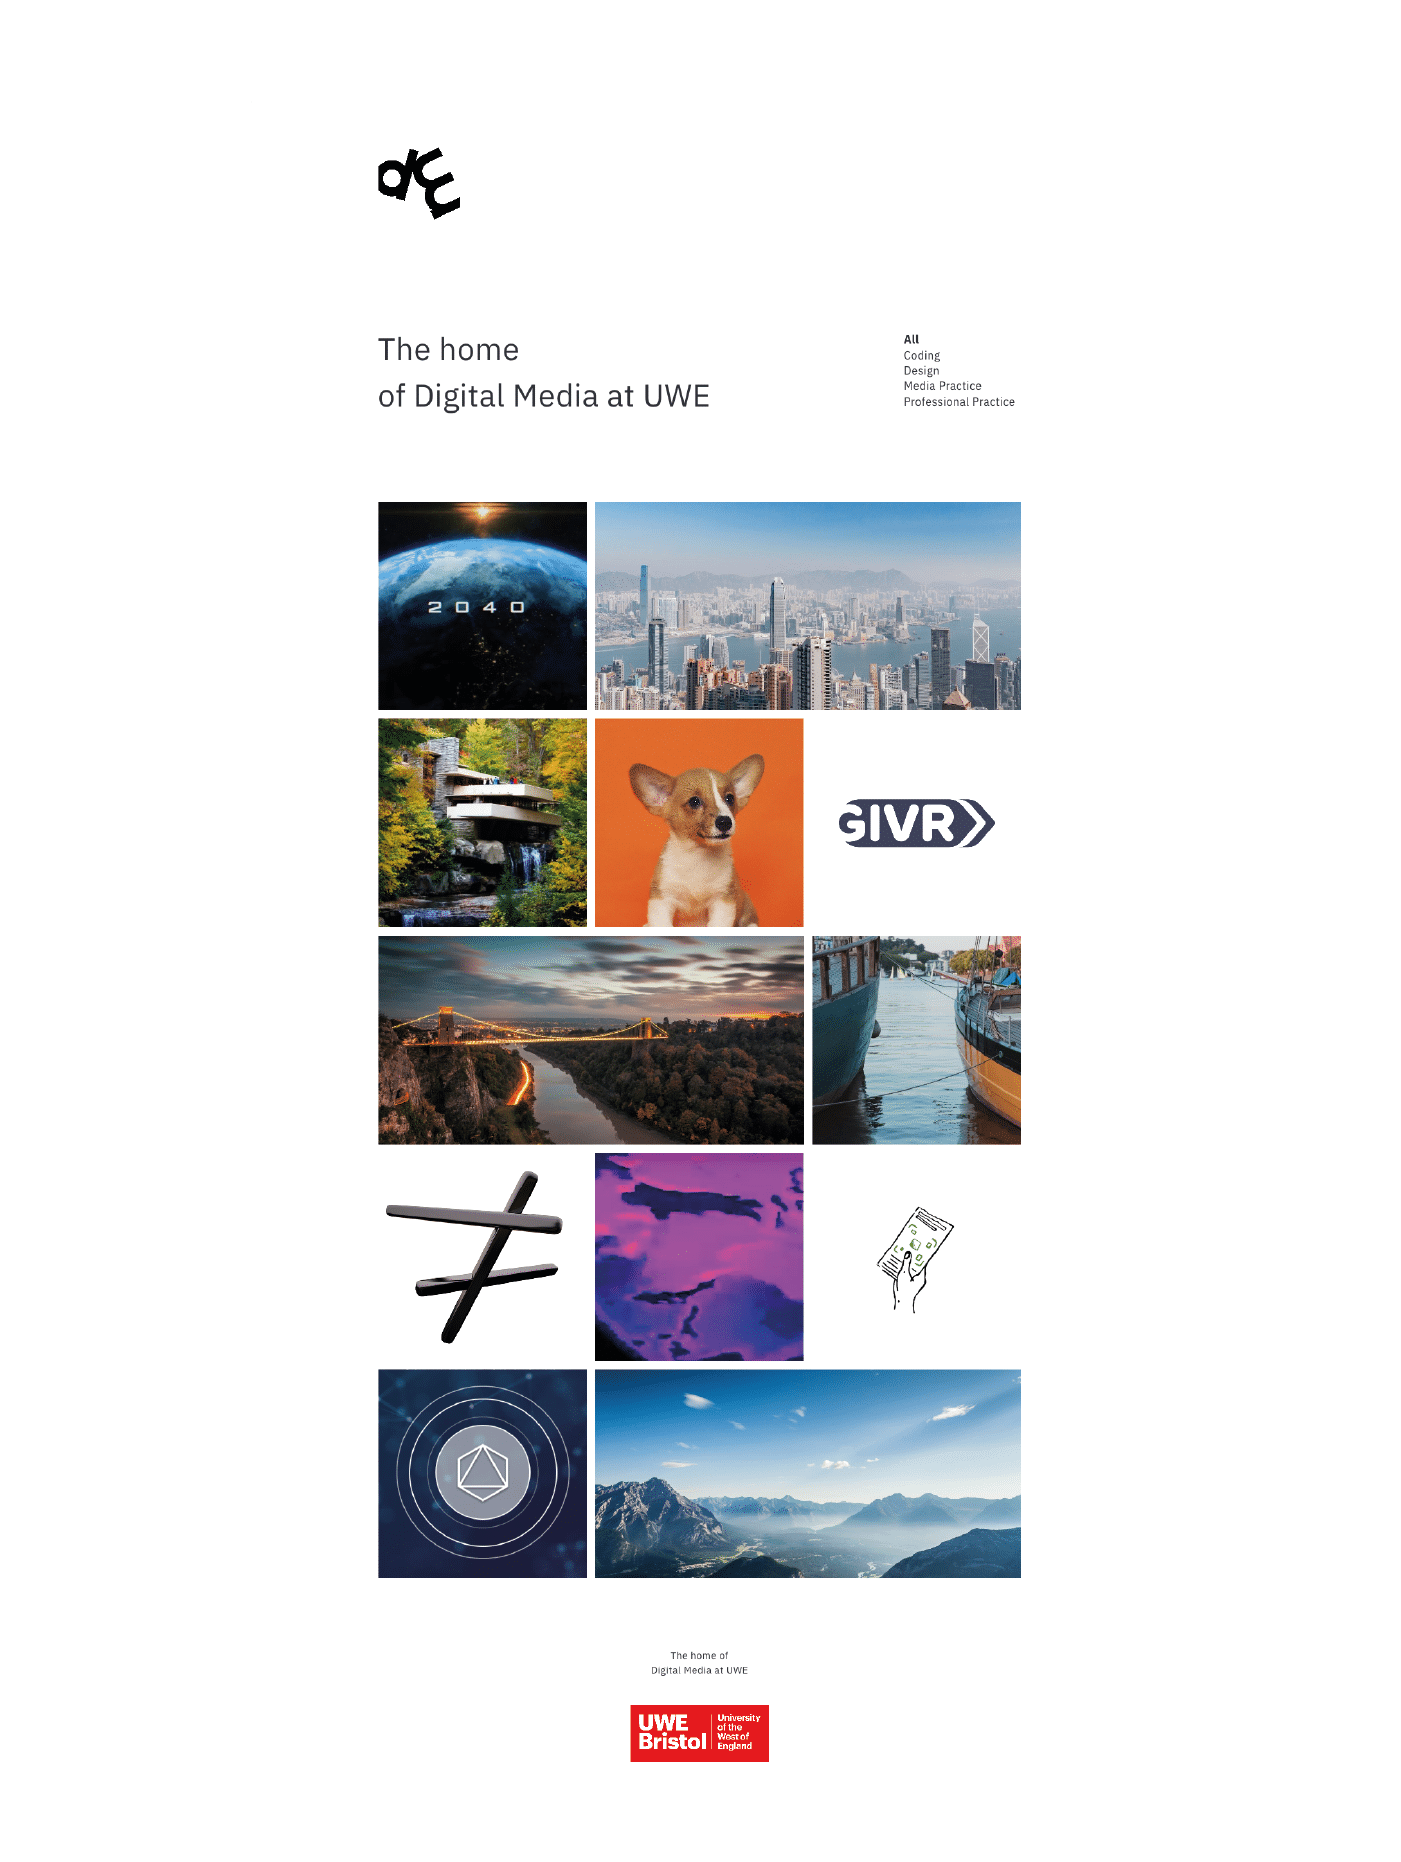 dm
The home
of Digital Media at UWE
All
Coding
Design
Media Practice
Professional Practice
2040
GIVR
The home of
Digital Media at UWE
UWE
Bristol
University
of the
West of
England